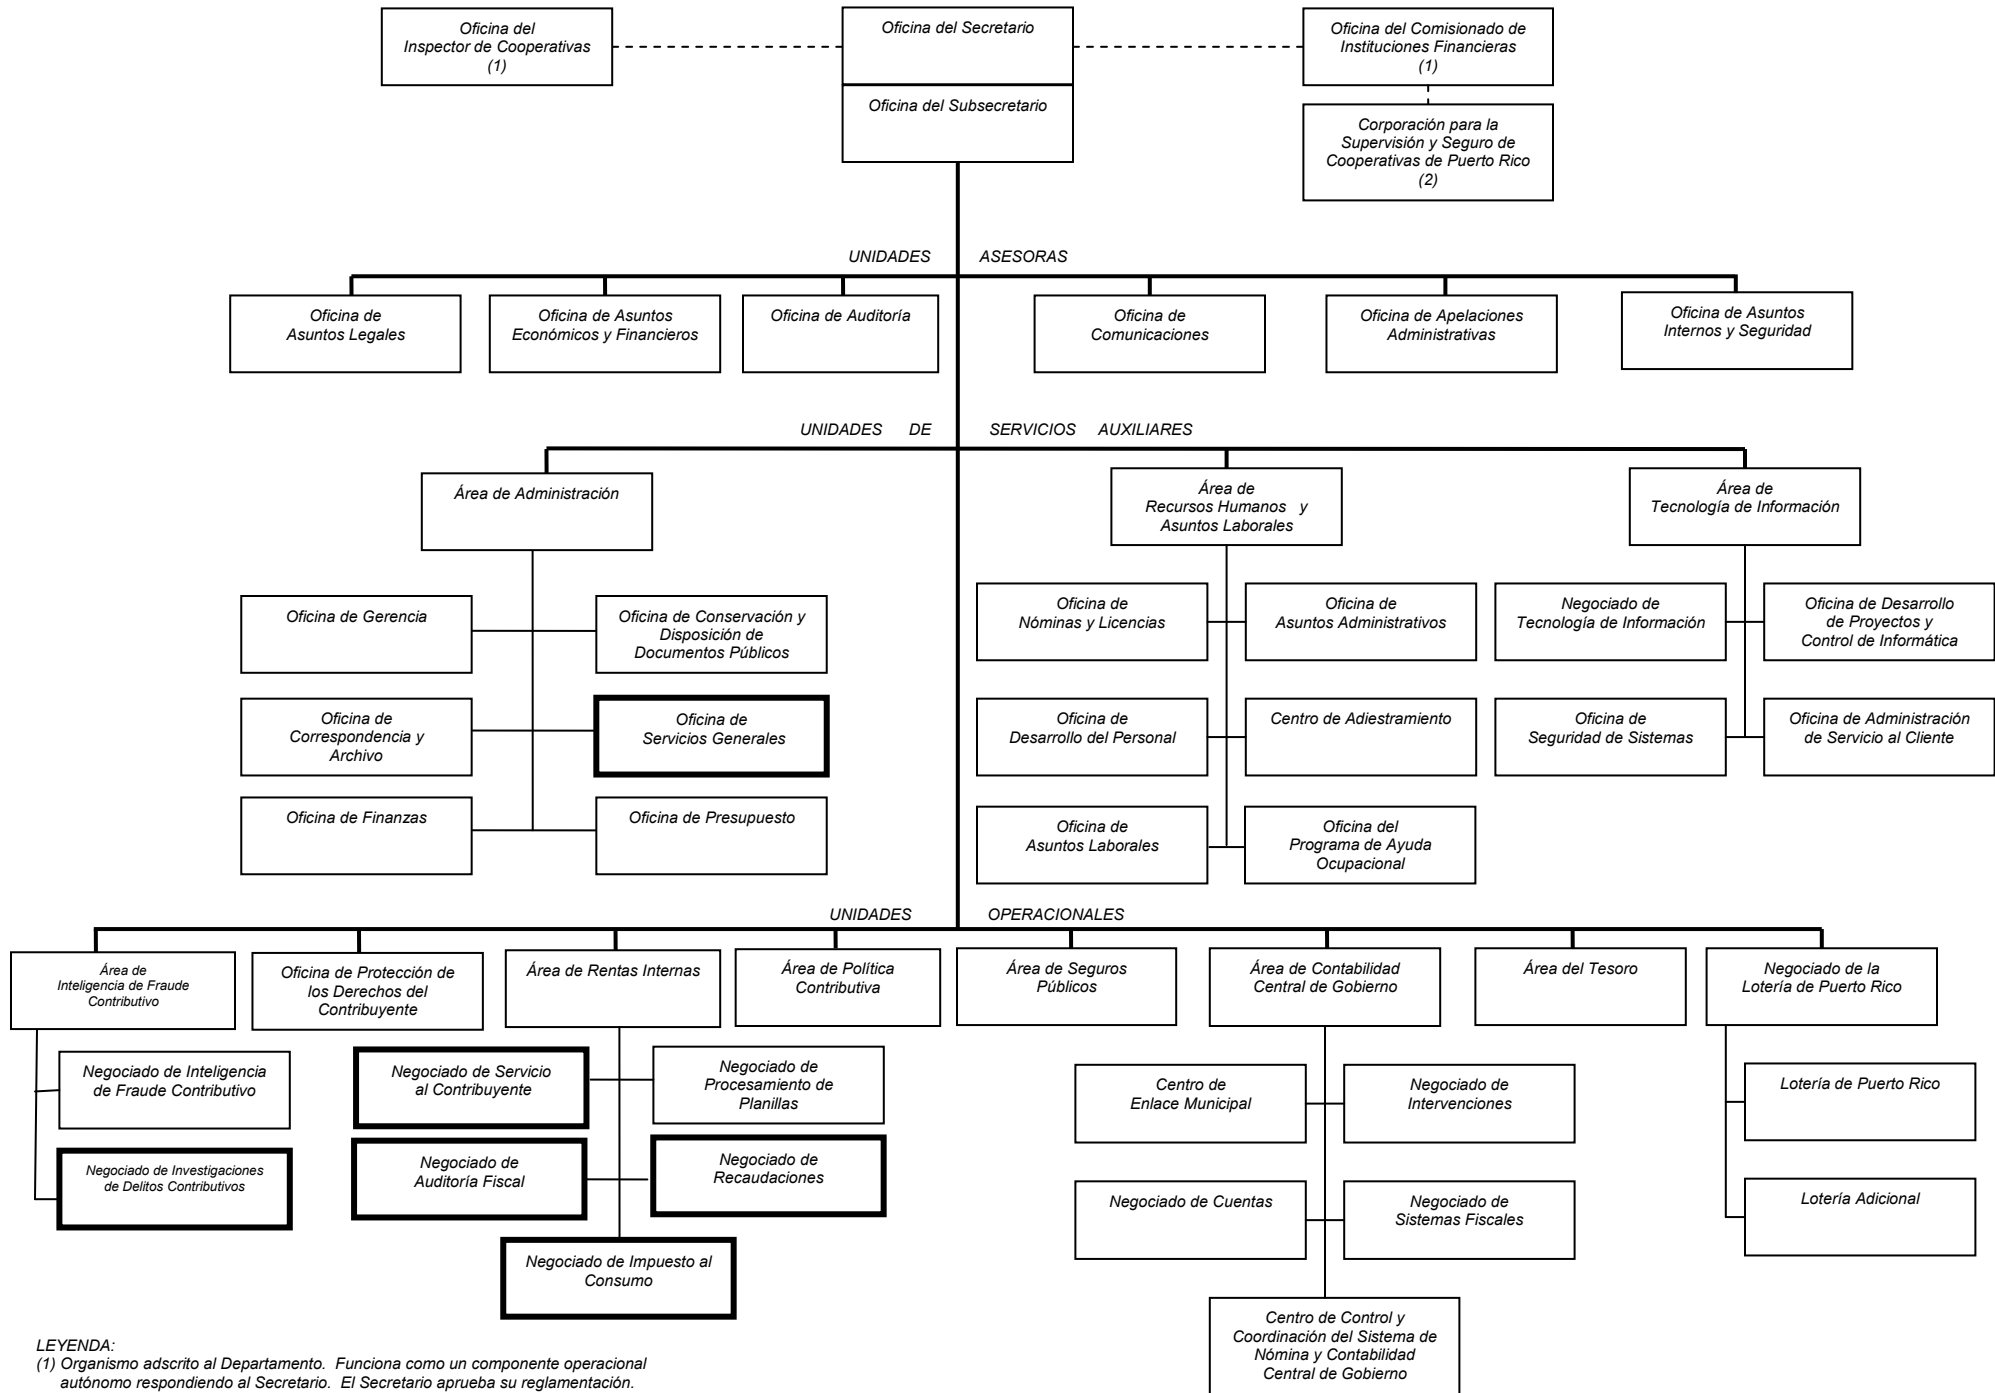 Oficina del
Inspector de Cooperativas
(1)
Oficina del Secretario
Oficina del Comisionado de
Instituciones Financieras
(1)
Oficina del Subsecretario
Corporación para la
Supervisión y Seguro de
Cooperativas de Puerto Rico
(2)
UNIDADES ASESORAS
Oficina de
Asuntos Legales
Oficina de Asuntos
Económicos y Financieros
Oficina de Auditoría
Oficina de
Comunicaciones
Oficina de Apelaciones
Administrativas
Oficina de Asuntos
Internos y Seguridad
UNIDADES DE SERVICIOS AUXILIARES
Área de Administración
Área de
Recursos Humanos y
Asuntos Laborales
Área de
Tecnología de Información
Oficina de Gerencia
Oficina de Conservación y
Disposición de
Documentos Públicos
Oficina de
Nóminas y Licencias
Oficina de
Asuntos Administrativos
Negociado de
Tecnología de Información
Oficina de Desarrollo
de Proyectos y
Control de Informática
Oficina de
Correspondencia y
Archivo
Oficina de
Servicios Generales
Oficina de
Desarrollo del Personal
Centro de Adiestramiento
Oficina de
Seguridad de Sistemas
Oficina de Administración
de Servicio al Cliente
Oficina de Finanzas
Oficina de Presupuesto
Oficina de
Asuntos Laborales
Oficina del
Programa de Ayuda
Ocupacional
UNIDADES OPERACIONALES
Área de
Inteligencia de Fraude
Contributivo
Oficina de Protección de
los Derechos del
Contribuyente
Área de Rentas Internas
Área de Política
Contributiva
Área de Seguros
Públicos
Área de Contabilidad
Central de Gobierno
Área del Tesoro
Negociado de la
Lotería de Puerto Rico
Negociado de Inteligencia
de Fraude Contributivo
Negociado de Servicio
al Contribuyente
Negociado de
Procesamiento de
Planillas
Centro de
Enlace Municipal
Negociado de
Intervenciones
Lotería de Puerto Rico
Negociado de Investigaciones
de Delitos Contributivos
Negociado de
Auditoría Fiscal
Negociado de
Recaudaciones
Negociado de Cuentas
Negociado de
Sistemas Fiscales
Lotería Adicional
Negociado de Impuesto al
Consumo
Centro de Control y
Coordinación del Sistema de
Nómina y Contabilidad
Central de Gobierno
LEYENDA:
(1) Organismo adscrito al Departamento. Funciona como un componente operacional
autónomo respondiendo al Secretario. El Secretario aprueba su reglamentación.